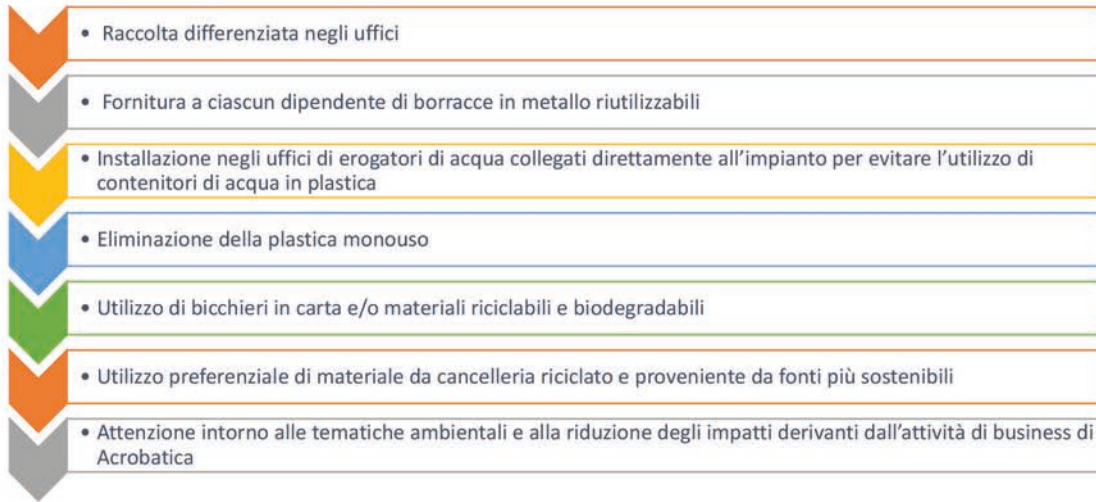 • Raccolta differenziata negli uffici
• Fornitura a ciascun dipendente di borracce in metallo riutilizzabili
• Installazione negli uffici di erogatori di acqua collegati direttamente all’impianto per evitare l’utilizzo di
contenitori di acqua in plastica
• Eliminazione della plastica monouso
• Utilizzo di bicchieri in carta e/o materiali riciclabili e biodegradabili
• Utilizzo preferenziale di materiale da cancelleria riciclato e proveniente da fonti più sostenibili
• Attenzione intorno alle tematiche ambientali e alla riduzione degli impatti derivanti dall’attività di business di
Acrobatica